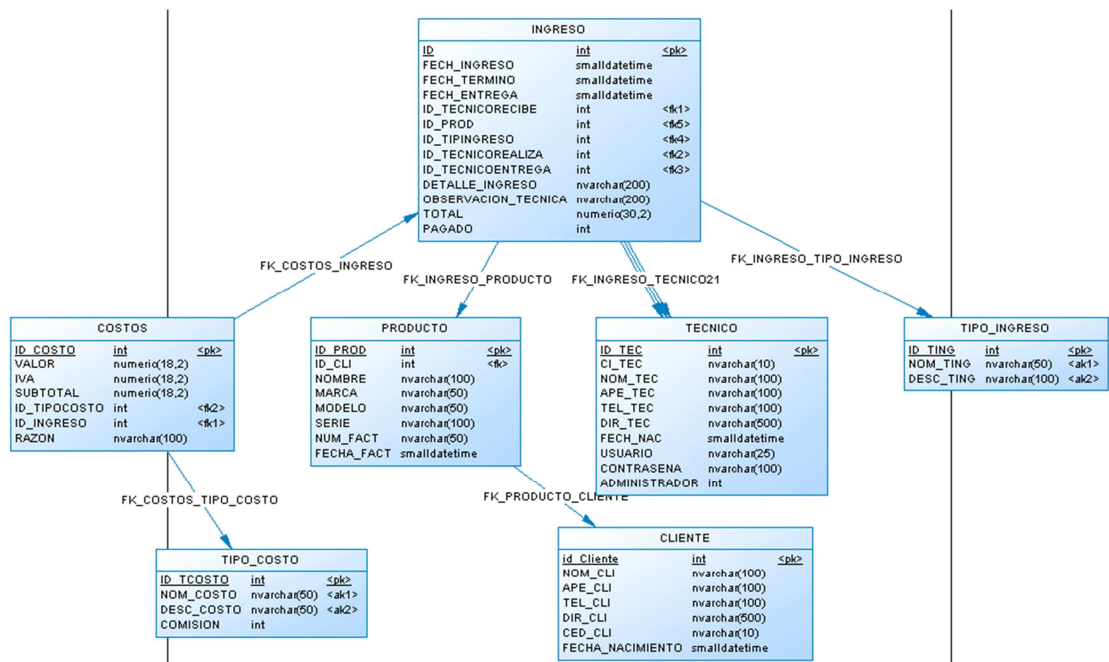 INGRESO
ID int <pk>
FECH_INGRESO smalldatetime
FECH_TERMINO smalldatetime
FECH_ENTREGA smalldatetime
ID_TECNICORECIBE int <fk1>
ID_PROD int <fk5>
ID_TIPINGRESO int <fk4>
ID_TECNICOREALIZA int <fk2>
ID_TECNICOENTREGA int <fk3>
DETALLE_INGRESO nvarchar(200)
OBSERVACION_TECNICA nvarchar(200)
TOTAL numeric(30,2)
PAGADO int
FK_COSTOS_INGRESO
FK_INGRESO_PRODUCTO
FK_INGRESO_TECNICO21
FK_INGRESO_TIPO_INGRESO
COSTOS
ID_COSTO int <pk>
VALOR numeric(18,2)
IVA numeric(18,2)
SUBTOTAL numeric(18,2)
ID_TIPOCOSTO int <fk2>
ID_INGRESO int <fk1>
RAZON nvarchar(100)
PRODUCTO
ID_PROD int <pk>
ID_CLI int <fk>
NOMBRE nvarchar(100)
MARCA nvarchar(50)
MODELO nvarchar(50)
SERIE nvarchar(100)
NUM_FACT nvarchar(50)
FECHA_FACT smalldatetime
TECNICO
ID_TEC int <pk>
CI_TEC nvarchar(10)
NOM_TEC nvarchar(100)
APE_TEC nvarchar(100)
TEL_TEC nvarchar(100)
DIR_TEC nvarchar(500)
FECH_NAC smalldatetime
USUARIO nvarchar(25)
CONTRASENA nvarchar(100)
ADMINISTRADOR int
TIPO_INGRESO
ID_TING int <pk>
NOM_TING nvarchar(50) <ak1>
DESC_TING nvarchar(100) <ak2>
FK_COSTOS_TIPO_COSTO
FK_PRODUCTO_CLIENTE
TIPO_COSTO
ID_TCOSTO int <pk>
NOM_COSTO nvarchar(50) <ak1>
DESC_COSTO nvarchar(50) <ak2>
COMISION int
CLIENTE
id_Cliente int <pk>
NOM_CLI nvarchar(100)
APE_CLI nvarchar(100)
TEL_CLI nvarchar(100)
DIR_CLI nvarchar(500)
CED_CLI nvarchar(10)
FECHA_NACIMIENTO smalldatetime